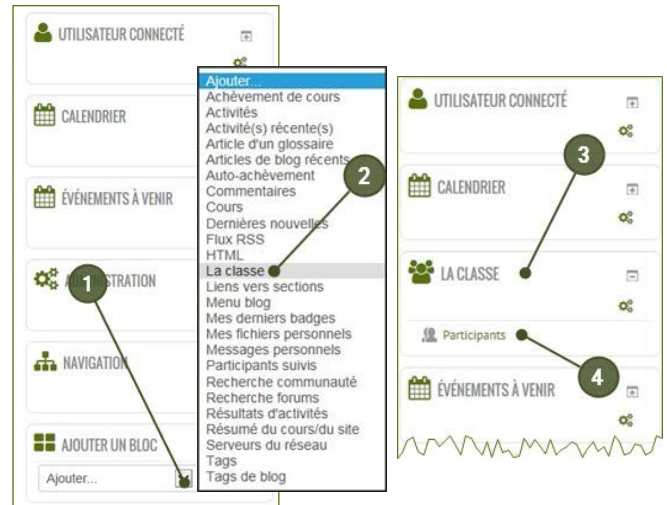 UTILISATEUR CONNECTÉ
CALENDRIER
ÉVÉNEMENTS À VENIR
1
NAVIGATION
AJOUTER UN BLOC
Ajouter...
Ajouter...
Achèvement de cours
Activités
Activité(s) récente(s)
Article d'un glossaire
Articles de blog récents
Auto-achèvement
Commentaires
Cours
Dernières nouvelles
Flux RSS
HTML
La classe
Liens vers sections
Menu blog
Mes derniers badges
Mes fichiers personnels
Messages personnels
Participants suivis
Recherche communauté
Recherche forums
Résultats d'activités
Résumé du cours/du site
Serveurs du réseau
Tags
Tags de blog
2
UTILISATEUR CONNECTÉ
3
CALENDRIER
LA CLASSE
Participants
4
ÉVÉNEMENTS À VENIR